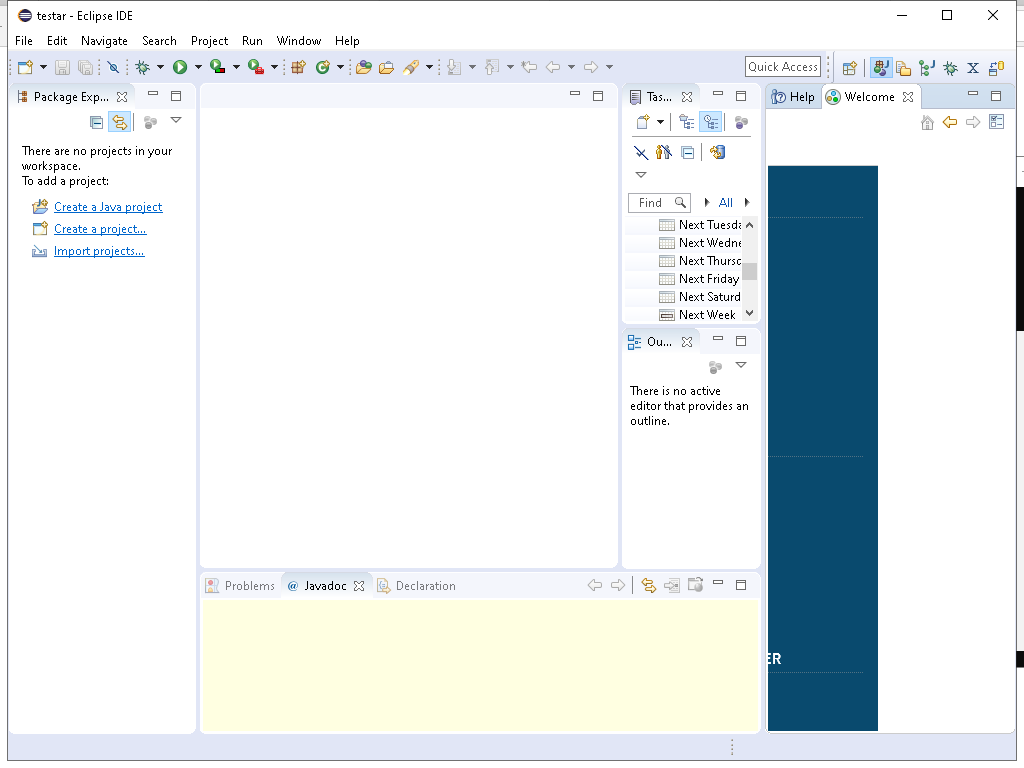 testar - Eclipse IDE
File Edit Navigate Search Project Run Window Help
Quick Access
Package Exp...
There are no projects in your
workspace.
To add a project:
Create a Java project
Create a project...
Import projects...
Tas...
Find
All
Next Tuesda
Next Wedne
Next Thursd
Next Friday
Next Saturd
Next Week
Ou...
There is no active
editor that provides an
outline.
Help Welcome
ER
Problems @ Javadoc Declaration